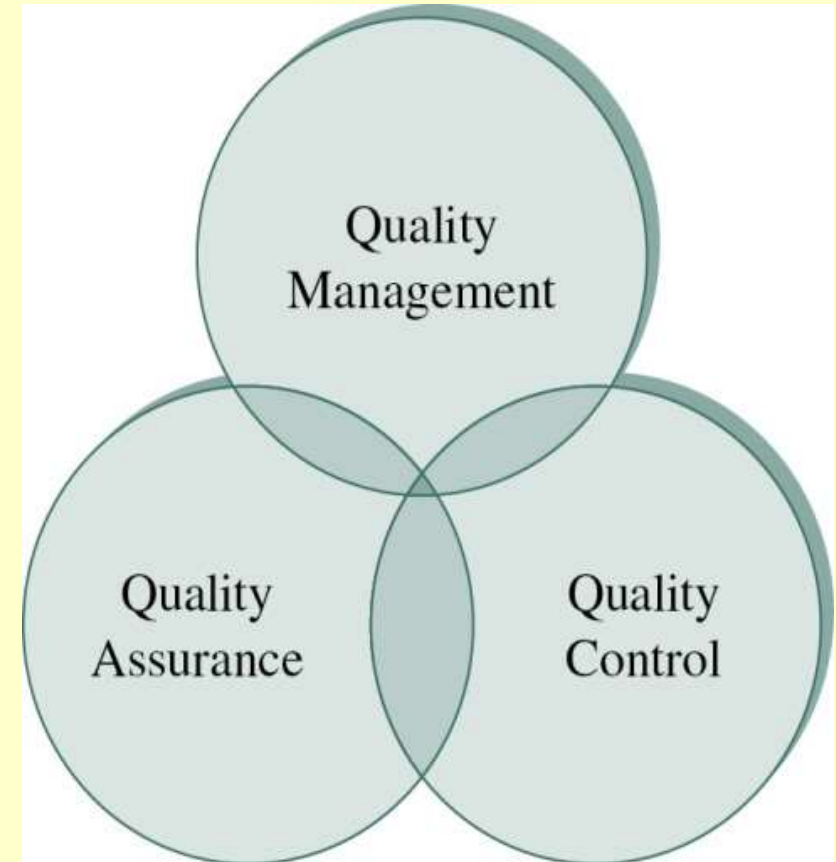 Quality
Management
Quality
Assurance
Quality
Control